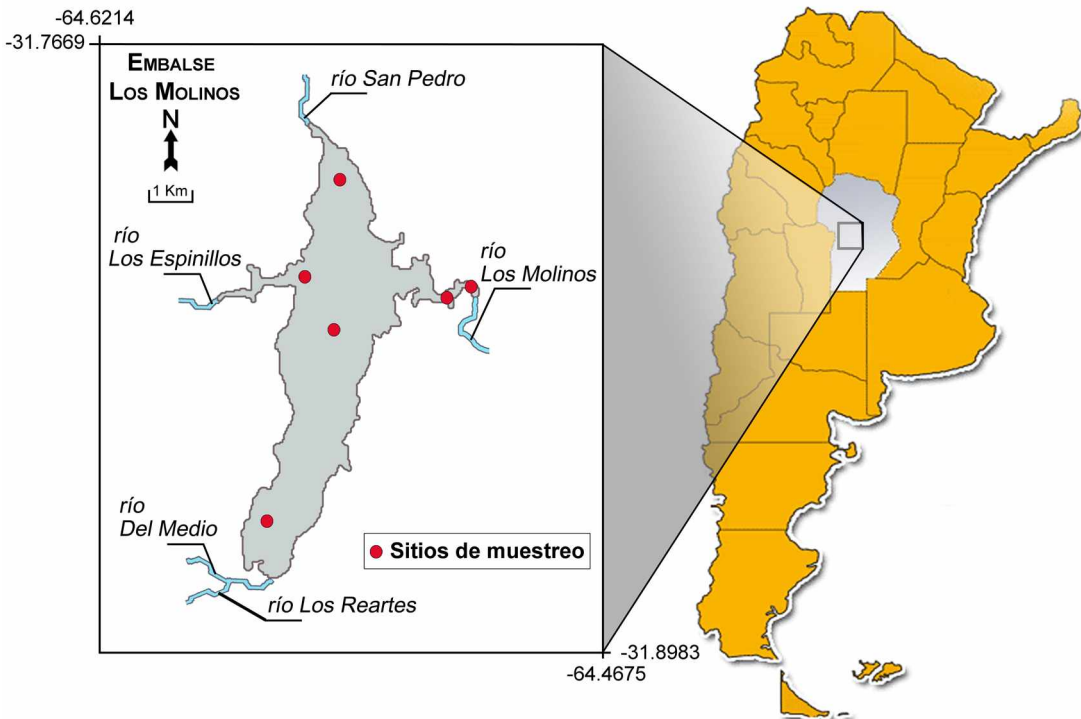 -64.6214
-31.7669
EMBALSE
LOS MOLINOS
N
1 Km
río San Pedro
río
Los Espinillos
río
Los Molinos
río
Del Medio
río Los Reartes
Sitios de muestreo
-31.8983
-64.4675